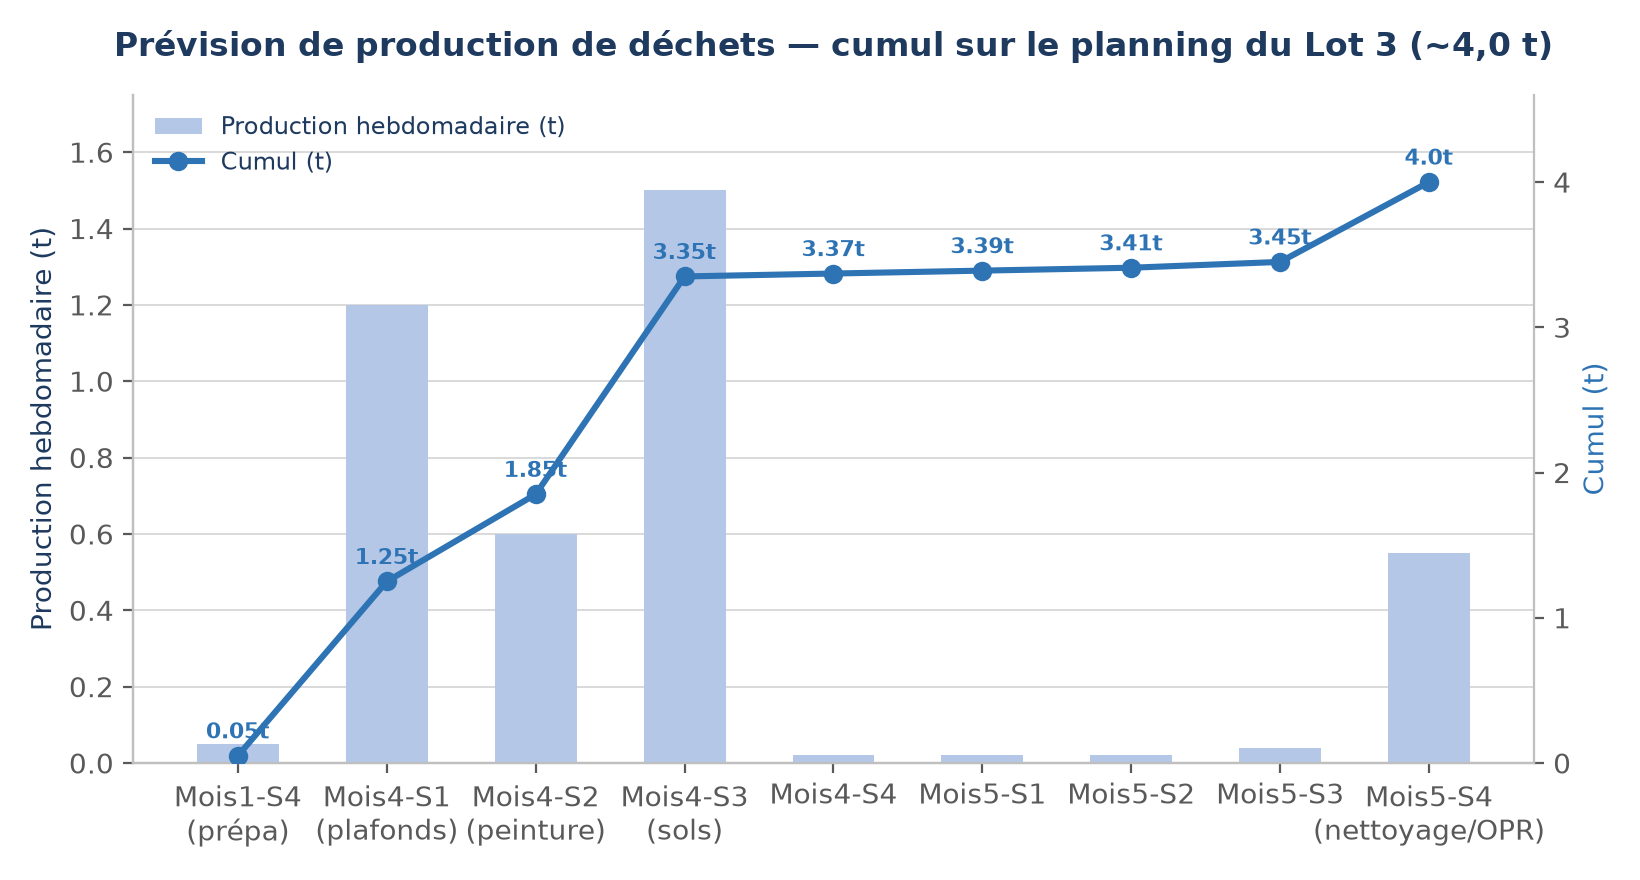 Prévision de production de déchets — cumul sur le planning du Lot 3 (~4,0 t)
Production hebdomadaire (t)
Cumul (t)
Production hebdomadaire (t)
1.6
1.4
1.2
1.0
0.8
0.6
0.4
0.2
0.0
0.05t
1.25t
1.85t
3.35t
3.37t
3.39t
3.41t
3.45t
4.0t
4
3
2
1
0
Cumul (t)
Mois1-S4
(prépa)
Mois4-S1
(plafonds)
Mois4-S2
(peinture)
Mois4-S3
(sols)
Mois4-S4
Mois5-S1
Mois5-S2
Mois5-S3
Mois5-S4
(nettoyage/OPR)